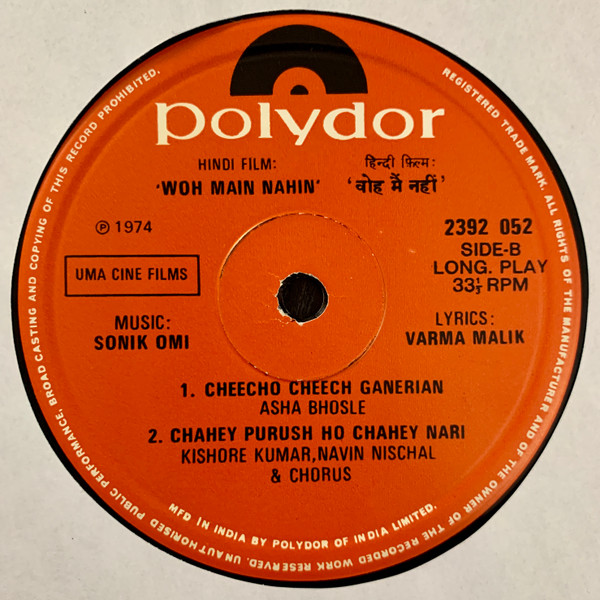 polydor
HINDI FILM:
'WOH MAIN NAHIN'
हिन्दी फ़िल्म:
'वोह मैं नहीं'
℗ 1974
2392 052
SIDE-B
LONG. PLAY
33⅓ RPM
UMA CINE FILMS
MUSIC:
SONIK OMI
LYRICS:
VARMA MALIK
1. CHEECHO CHEECH GANERIAN
ASHA BHOSLE
2. CHAHEY PURUSH HO CHAHEY NARI
KISHORE KUMAR,NAVIN NISCHAL
& CHORUS
MFD IN INDIA BY POLYDOR OF INDIA LIMITED.
REGISTERED TRADE MARK. ALL RIGHTS OF THE MANUFACTURER AND OF THE OWNER OF THE RECORDED WORK RESERVED. UNAUTHORISED PUBLIC PERFORMANCE, BROADCASTING AND COPYING OF THIS RECORD PROHIBITED.